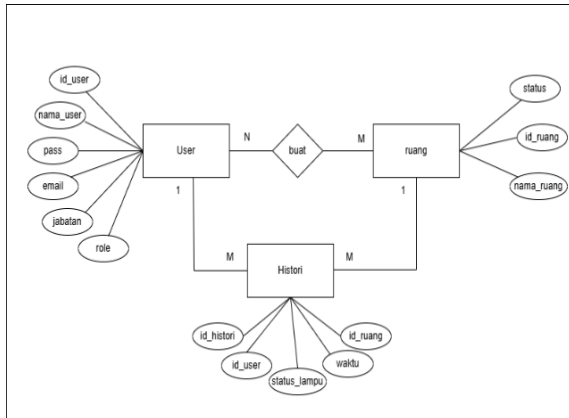 id_user
nama_user
pass
email
jabatan
role
User
N
buat
M
ruang
status
id_ruang
nama_ruang
1
1
M
Histori
M
id_histori
id_user
status_lampu
waktu
id_ruang